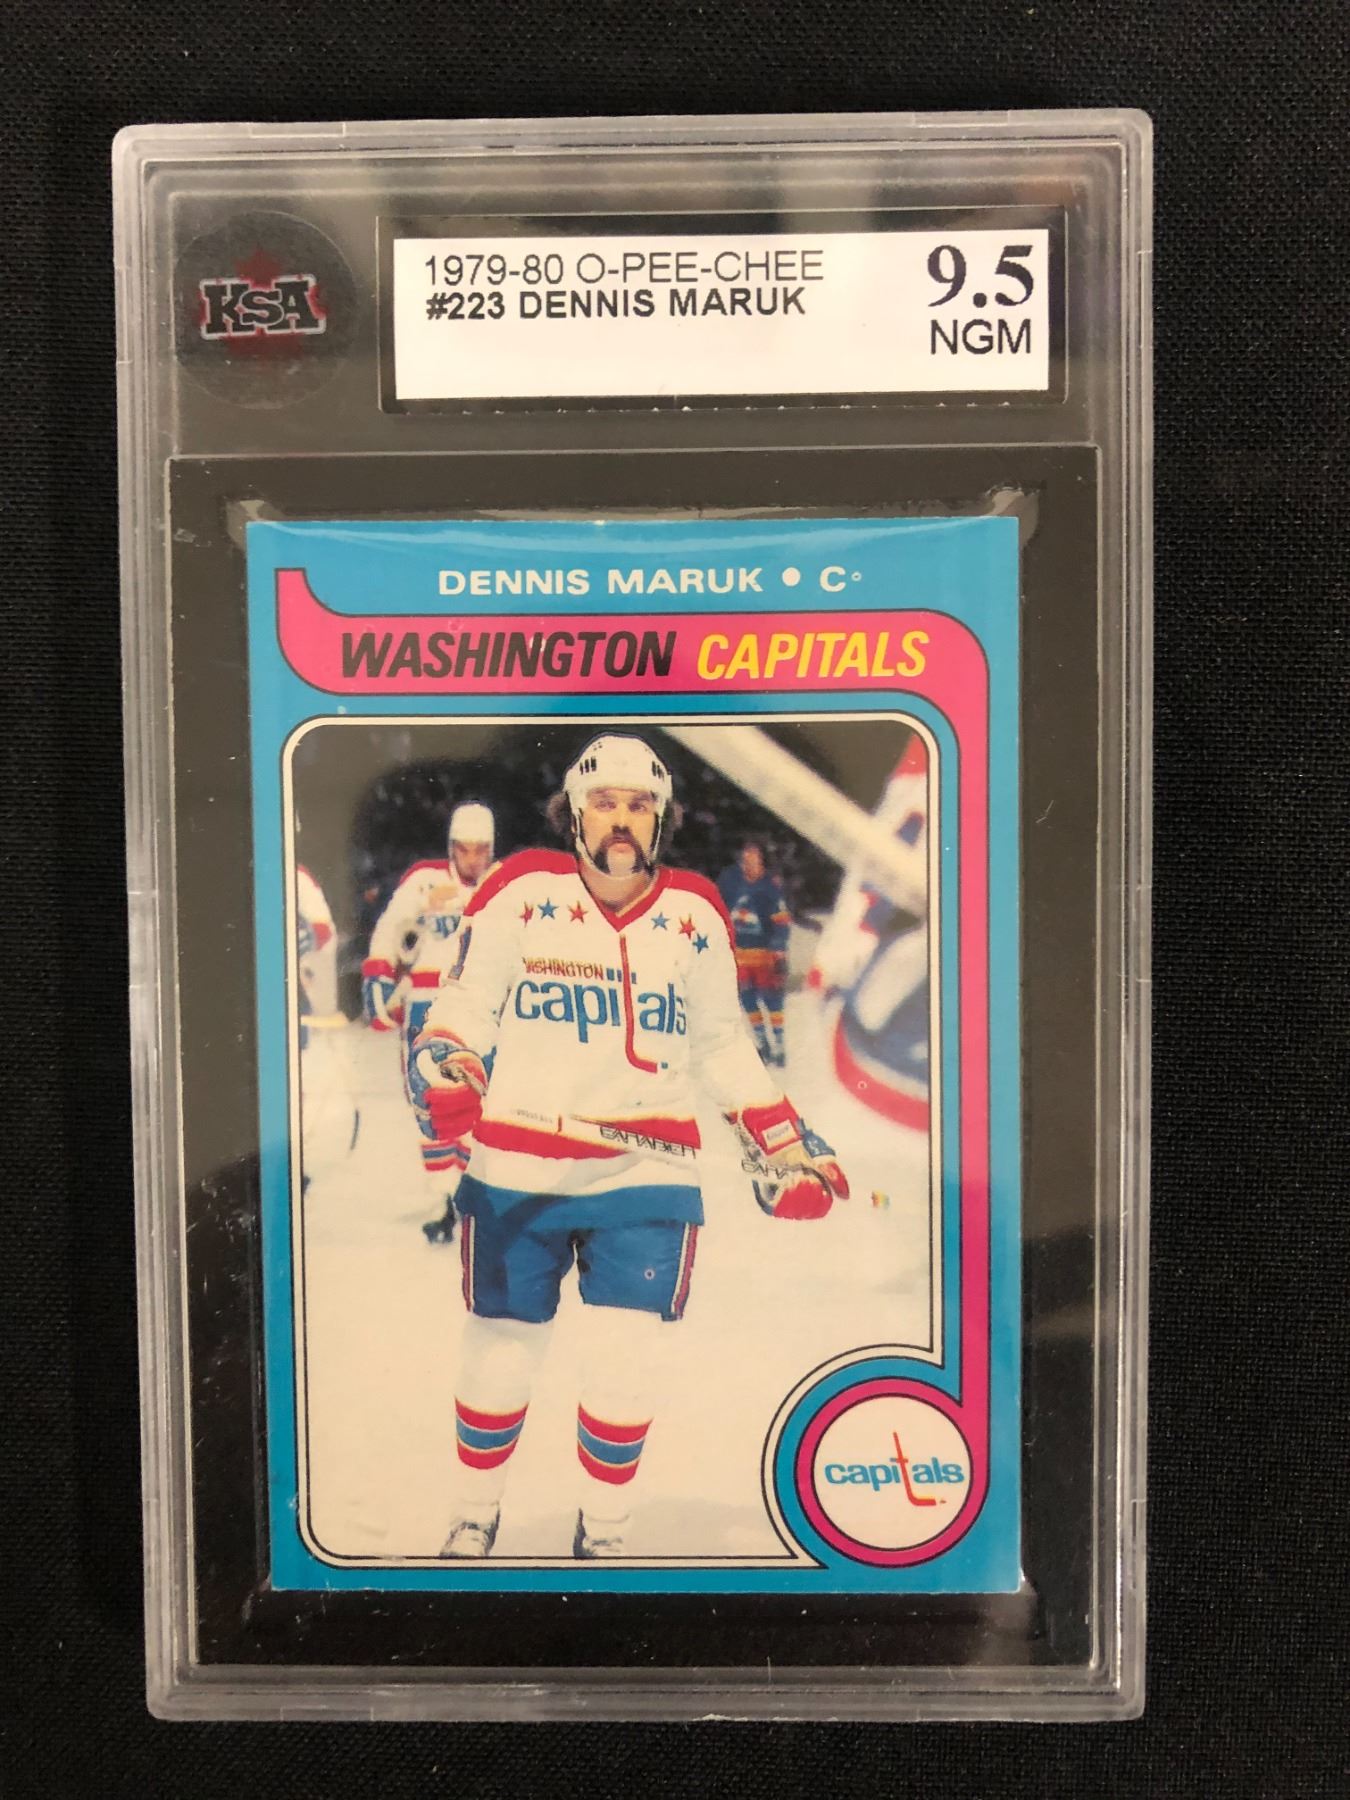 KSA
1979-80 O-PEE-CHEE
#223 DENNIS MARUK
9.5
NGM
DENNIS MARUK • C
WASHINGTON CAPITALS
WASHINGTON
capitals
capitals